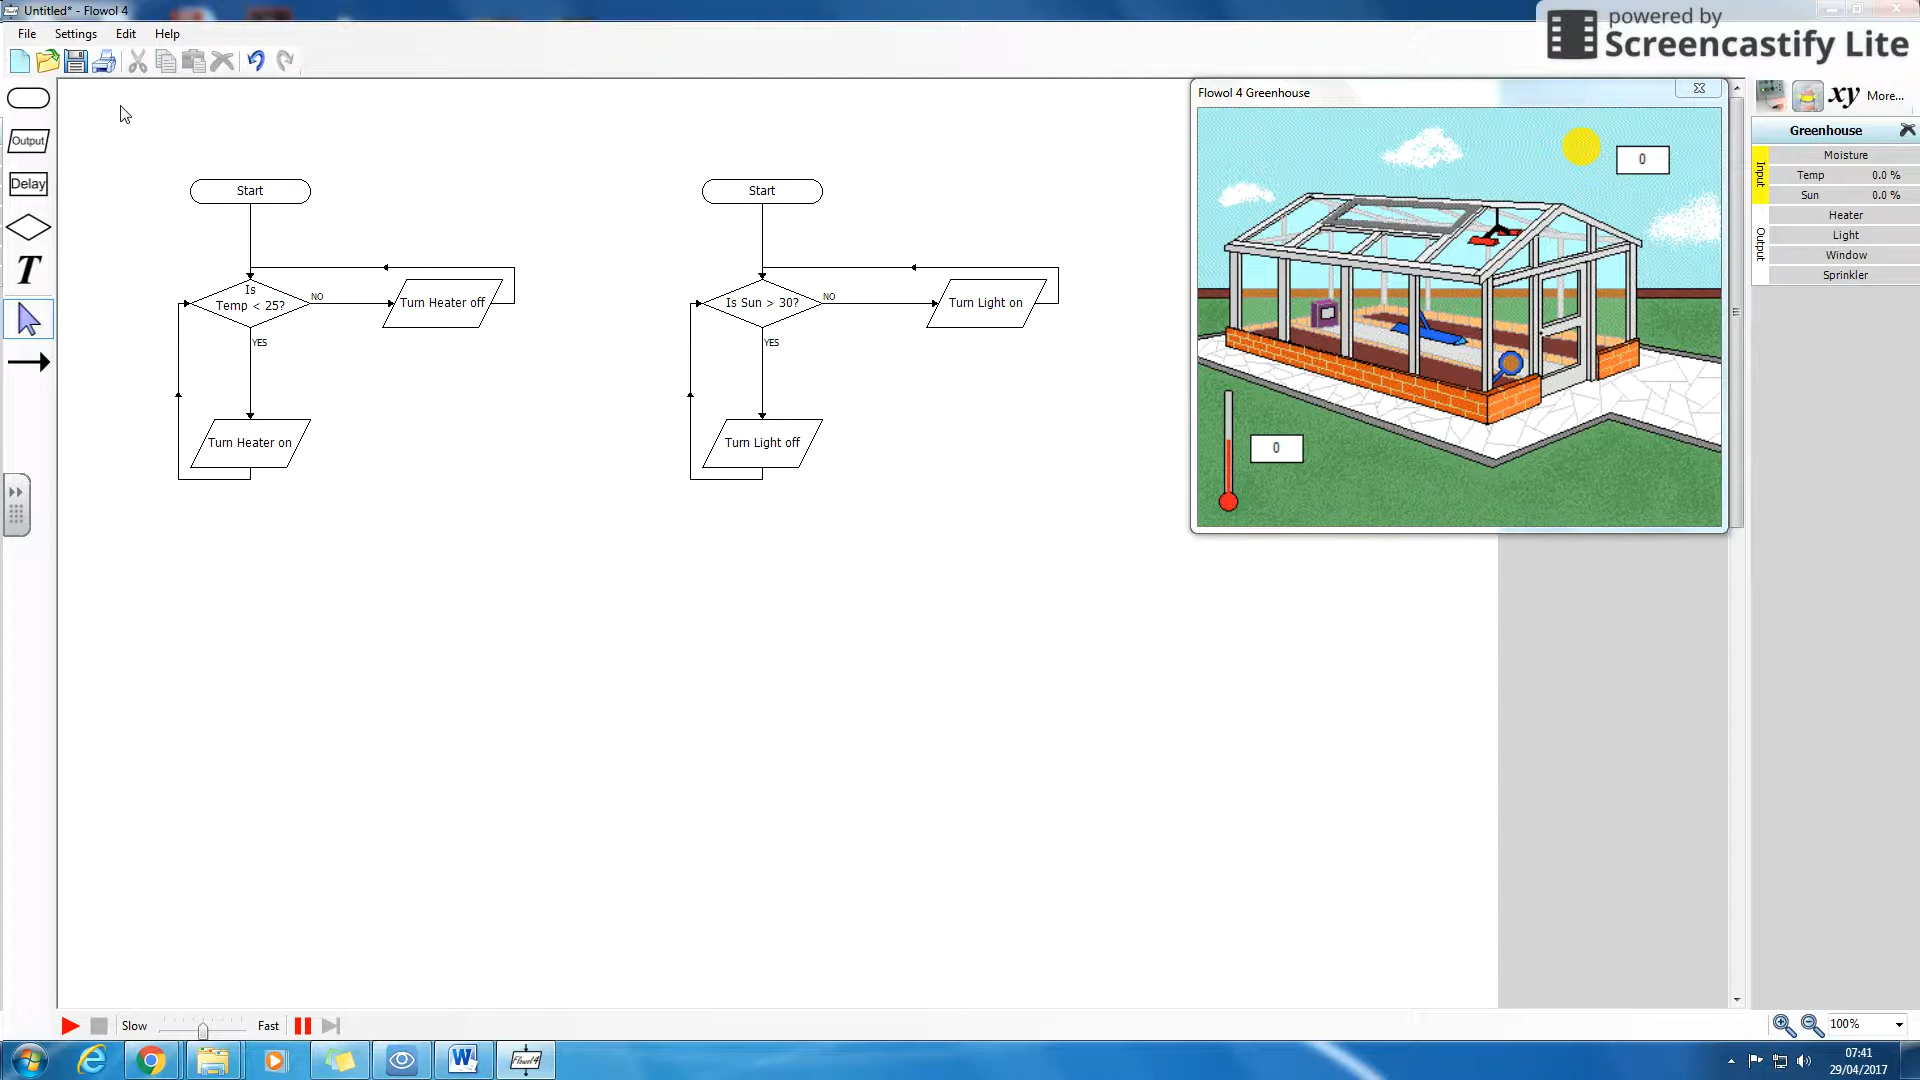 Untitled* - Flowol 4
powered by
Screencastify Lite
File Settings Edit Help
Output
Delay
T
Start
Is
Temp < 25?
NO
Turn Heater off
YES
Turn Heater on
Start
Is Sun > 30?
NO
Turn Light on
YES
Turn Light off
Flowol 4 Greenhouse
0
0
xy More...
Greenhouse
Input
Moisture
Temp 0.0 %
Sun 0.0 %
Output
Heater
Light
Window
Sprinkler
Slow Fast
100%
W
Flowol4
07:41
29/04/2017